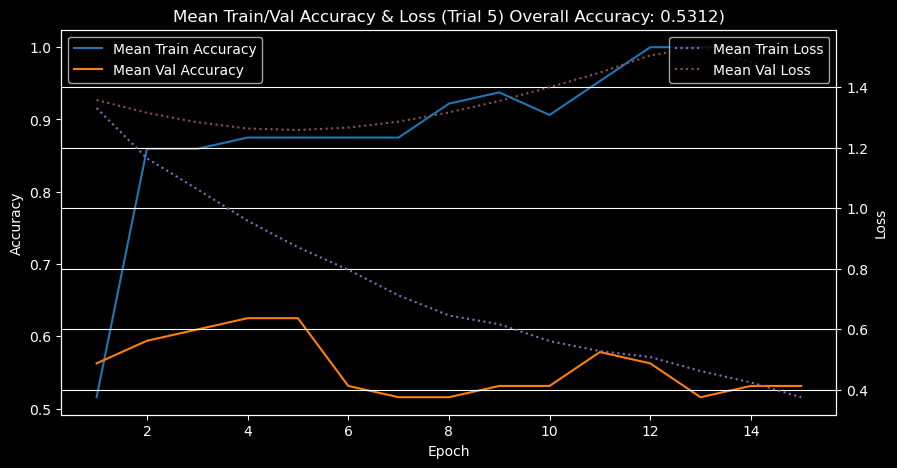 Mean Train/Val Accuracy & Loss (Trial 5) Overall Accuracy: 0.5312)
Mean Train Accuracy
Mean Val Accuracy
Mean Train Loss
Mean Val Loss
Accuracy
1.0
0.9
0.8
0.7
0.6
0.5
Loss
1.4
1.2
1.0
0.8
0.6
0.4
2 4 6 8 10 12 14
Epoch